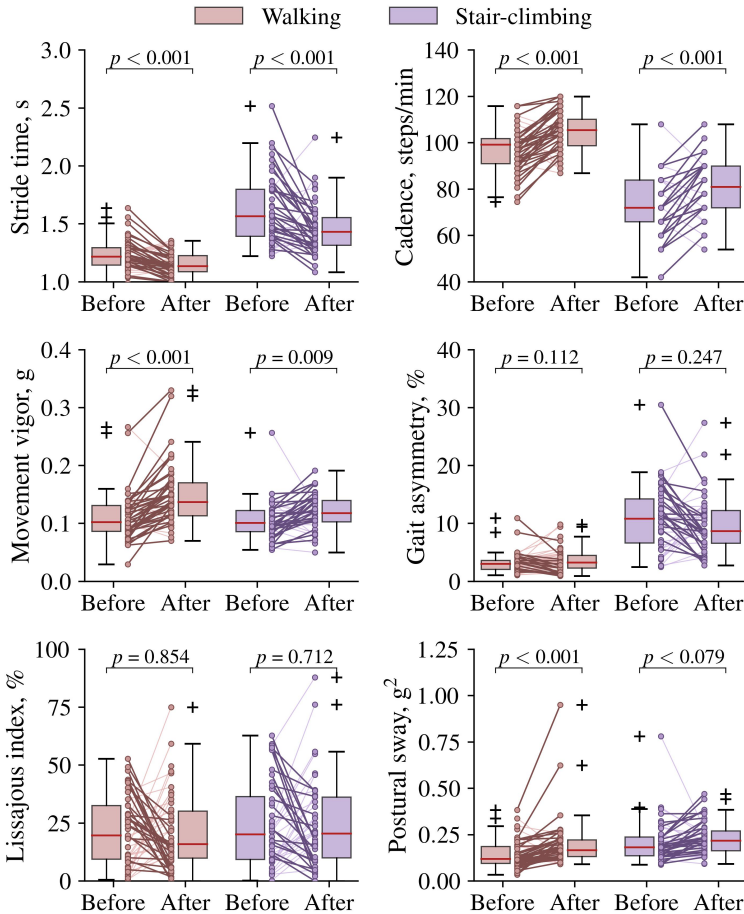 Walking Stair-climbing
Stride time, s
3.0
2.5
2.0
1.5
1.0
p < 0.001 p < 0.001
Before After Before After
Cadence, steps/min
140
120
100
80
60
40
p < 0.001 p < 0.001
Before After Before After
Movement vigor, g
0.4
0.3
0.2
0.1
0.0
p < 0.001 p = 0.009
Before After Before After
Gait asymmetry, %
40
30
20
10
0
p = 0.112 p = 0.247
Before After Before After
Lissajous index, %
100
75
50
25
0
p = 0.854 p = 0.712
Before After Before After
Postural sway, g²
1.25
1.00
0.75
0.50
0.25
0.00
p < 0.001 p < 0.079
Before After Before After